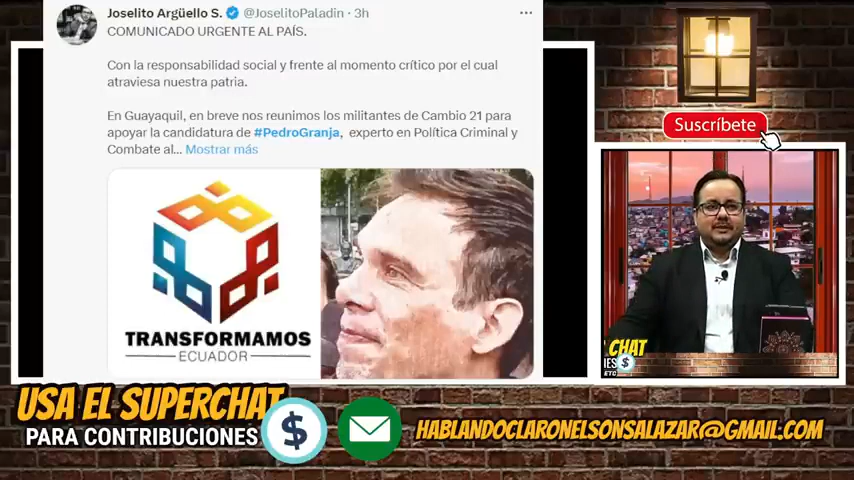 Joselito Argüello S. @JoselitoPaladin · 3h
COMUNICADO URGENTE AL PAÍS.
Con la responsabilidad social y frente al momento crítico por el cual
atraviesa nuestra patria.
En Guayaquil, en breve nos reunimos los militantes de Cambio 21 para
apoyar la candidatura de #PedroGranja, experto en Política Criminal y
Combate al... Mostrar más
TRANSFORMAMOS
ECUADOR
Suscríbete
CHAT
ETC
USA EL SUPERCHAT
PARA CONTRIBUCIONES
$
$
HABLANDOCLARONELSONSALAZAR@GMAIL.COM